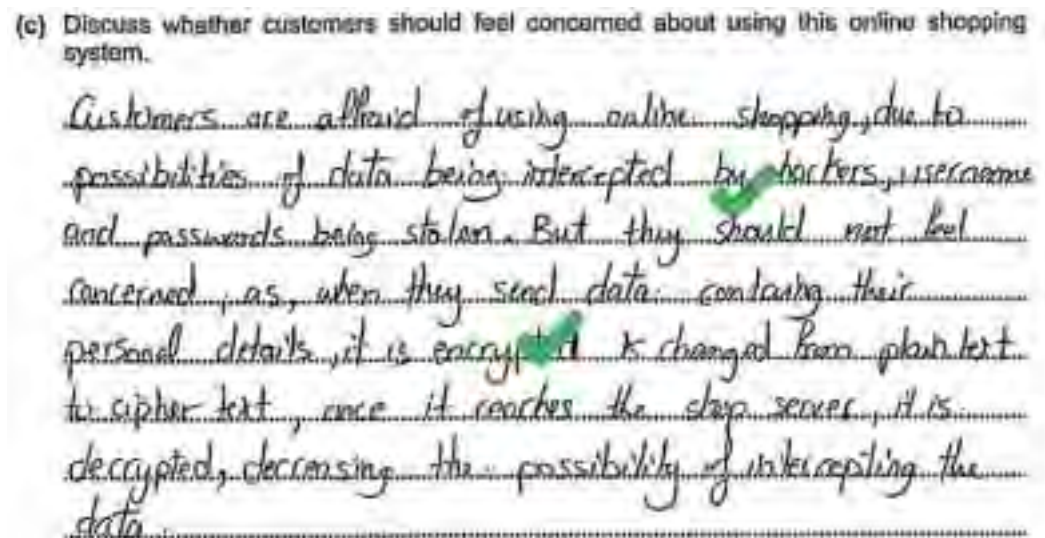 (c) Discuss whether customers should feel concerned about using this online shopping
system.
Customers are afraid of using online shopping, due to
possibilities of data being intercepted by hackers, username
and passwords being stolen. But they should not feel
concerned, as, when they send data containg their
personal details, it is encrypted & changed from plain text
to cipher text, once it reaches the shop server, it is
decrypted, decreasing the possibility of intercepting the
data.